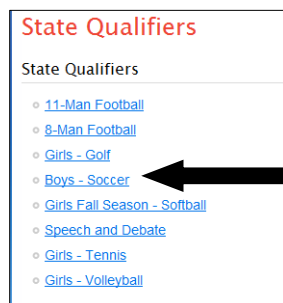 State Qualifiers
State Qualifiers
11-Man Football
8-Man Football
Girls - Golf
Boys - Soccer
Girls Fall Season - Softball
Speech and Debate
Girls - Tennis
Girls - Volleyball